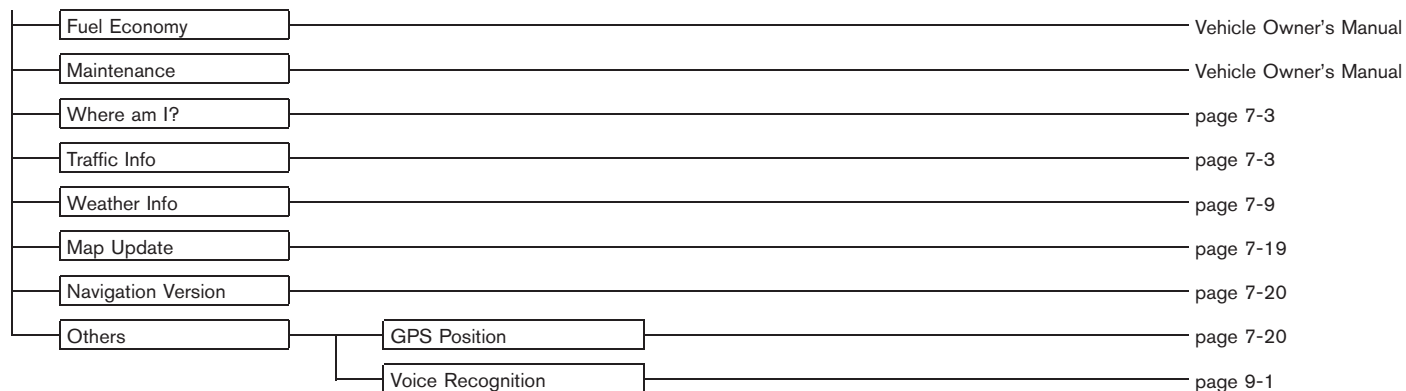 Fuel Economy Vehicle Owner's Manual
Maintenance Vehicle Owner's Manual
Where am I? page 7-3
Traffic Info page 7-3
Weather Info page 7-9
Map Update page 7-19
Navigation Version page 7-20
Others GPS Position page 7-20
Voice Recognition page 9-1